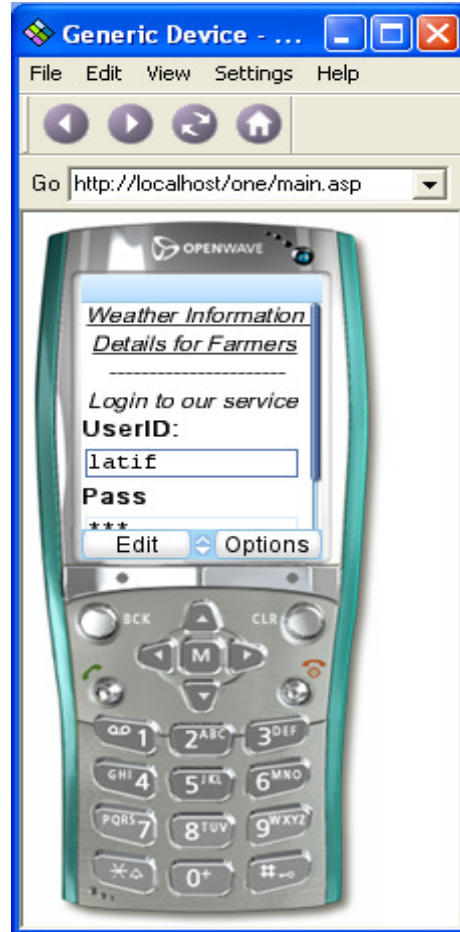 Generic Device - ...
File Edit View Settings Help
Go http://localhost/one/main.asp
OPENWAVE
Weather Information
Details for Farmers
-----------------------
Login to our service
UserID:
latif
Pass
***
Edit Options
BCK CLR
M
1 2ABC 3DEF
GHI4 5JKL 6MNO
PQRS7 8TUV 9WXYZ
0+ #